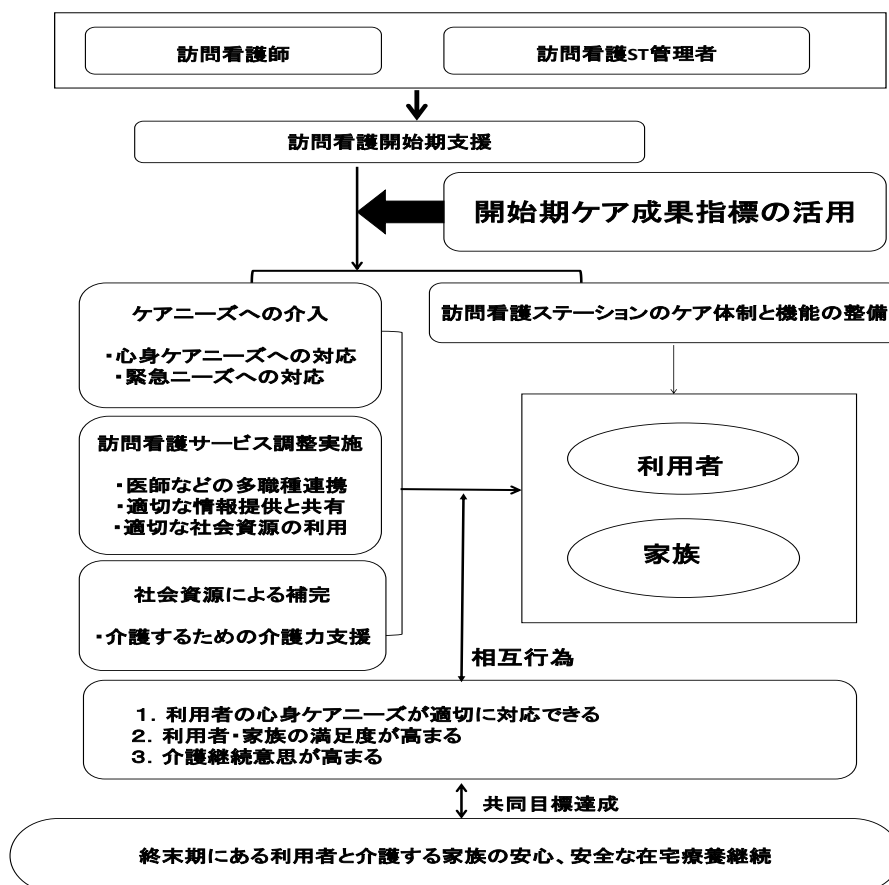 訪問看護師
訪問看護ST管理者
訪問看護開始期支援
開始期ケア成果指標の活用
ケアニーズへの介入
・心身ケアニーズへの対応
・緊急ニーズへの対応
訪問看護ステーションのケア体制と機能の整備
訪問看護サービス調整実施
・医師などの多職種連携
・適切な情報提供と共有
・適切な社会資源の利用
利用者
家族
社会資源による補完
・介護するための介護力支援
相互行為
1. 利用者の心身ケアニーズが適切に対応できる
2. 利用者・家族の満足度が高まる
3. 介護継続意思が高まる
共同目標達成
終末期にある利用者と介護する家族の安心、安全な在宅療養継続